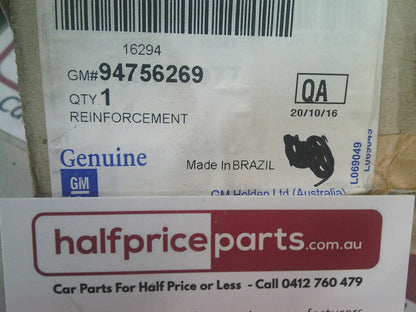 16294
GM#94756269
QTY.1
REINFORCEMENT
QA
20/10/16
Genuine
GM
Made In BRAZIL
L069049
L069049
GM Holden Ltd (Australia)
halfpriceparts.com.au
Car Parts For Half Price or Less - Call 0412 760 479